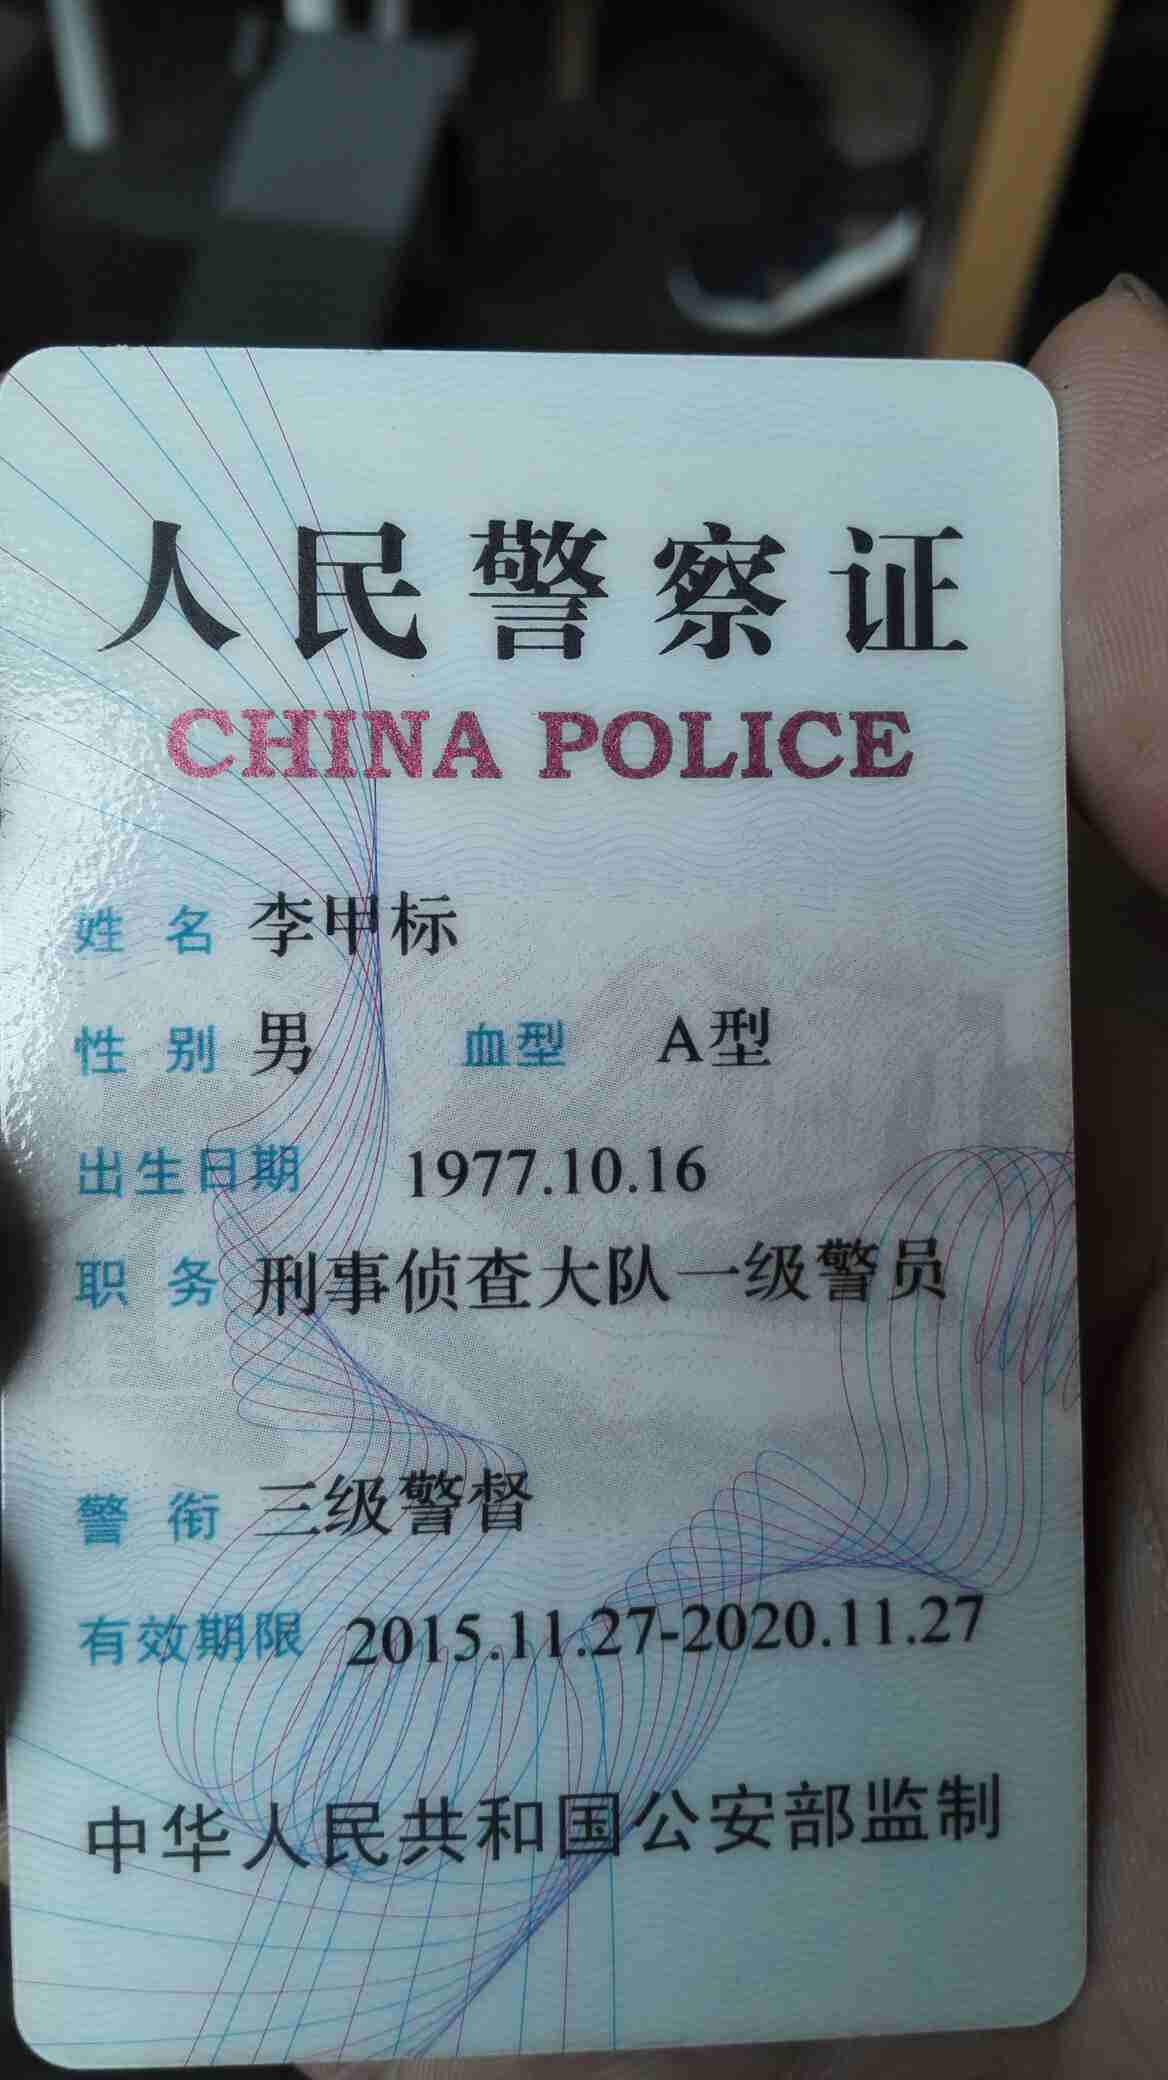 人民警察证
CHINA POLICE
姓 名 李甲标
性 别 男 血型 A型
出生日期 1977.10.16
职 务 刑事侦查大队一级警员
警 衔 三级警督
有效期限 2015.11.27-2020.11.27
中华人民共和国公安部监制